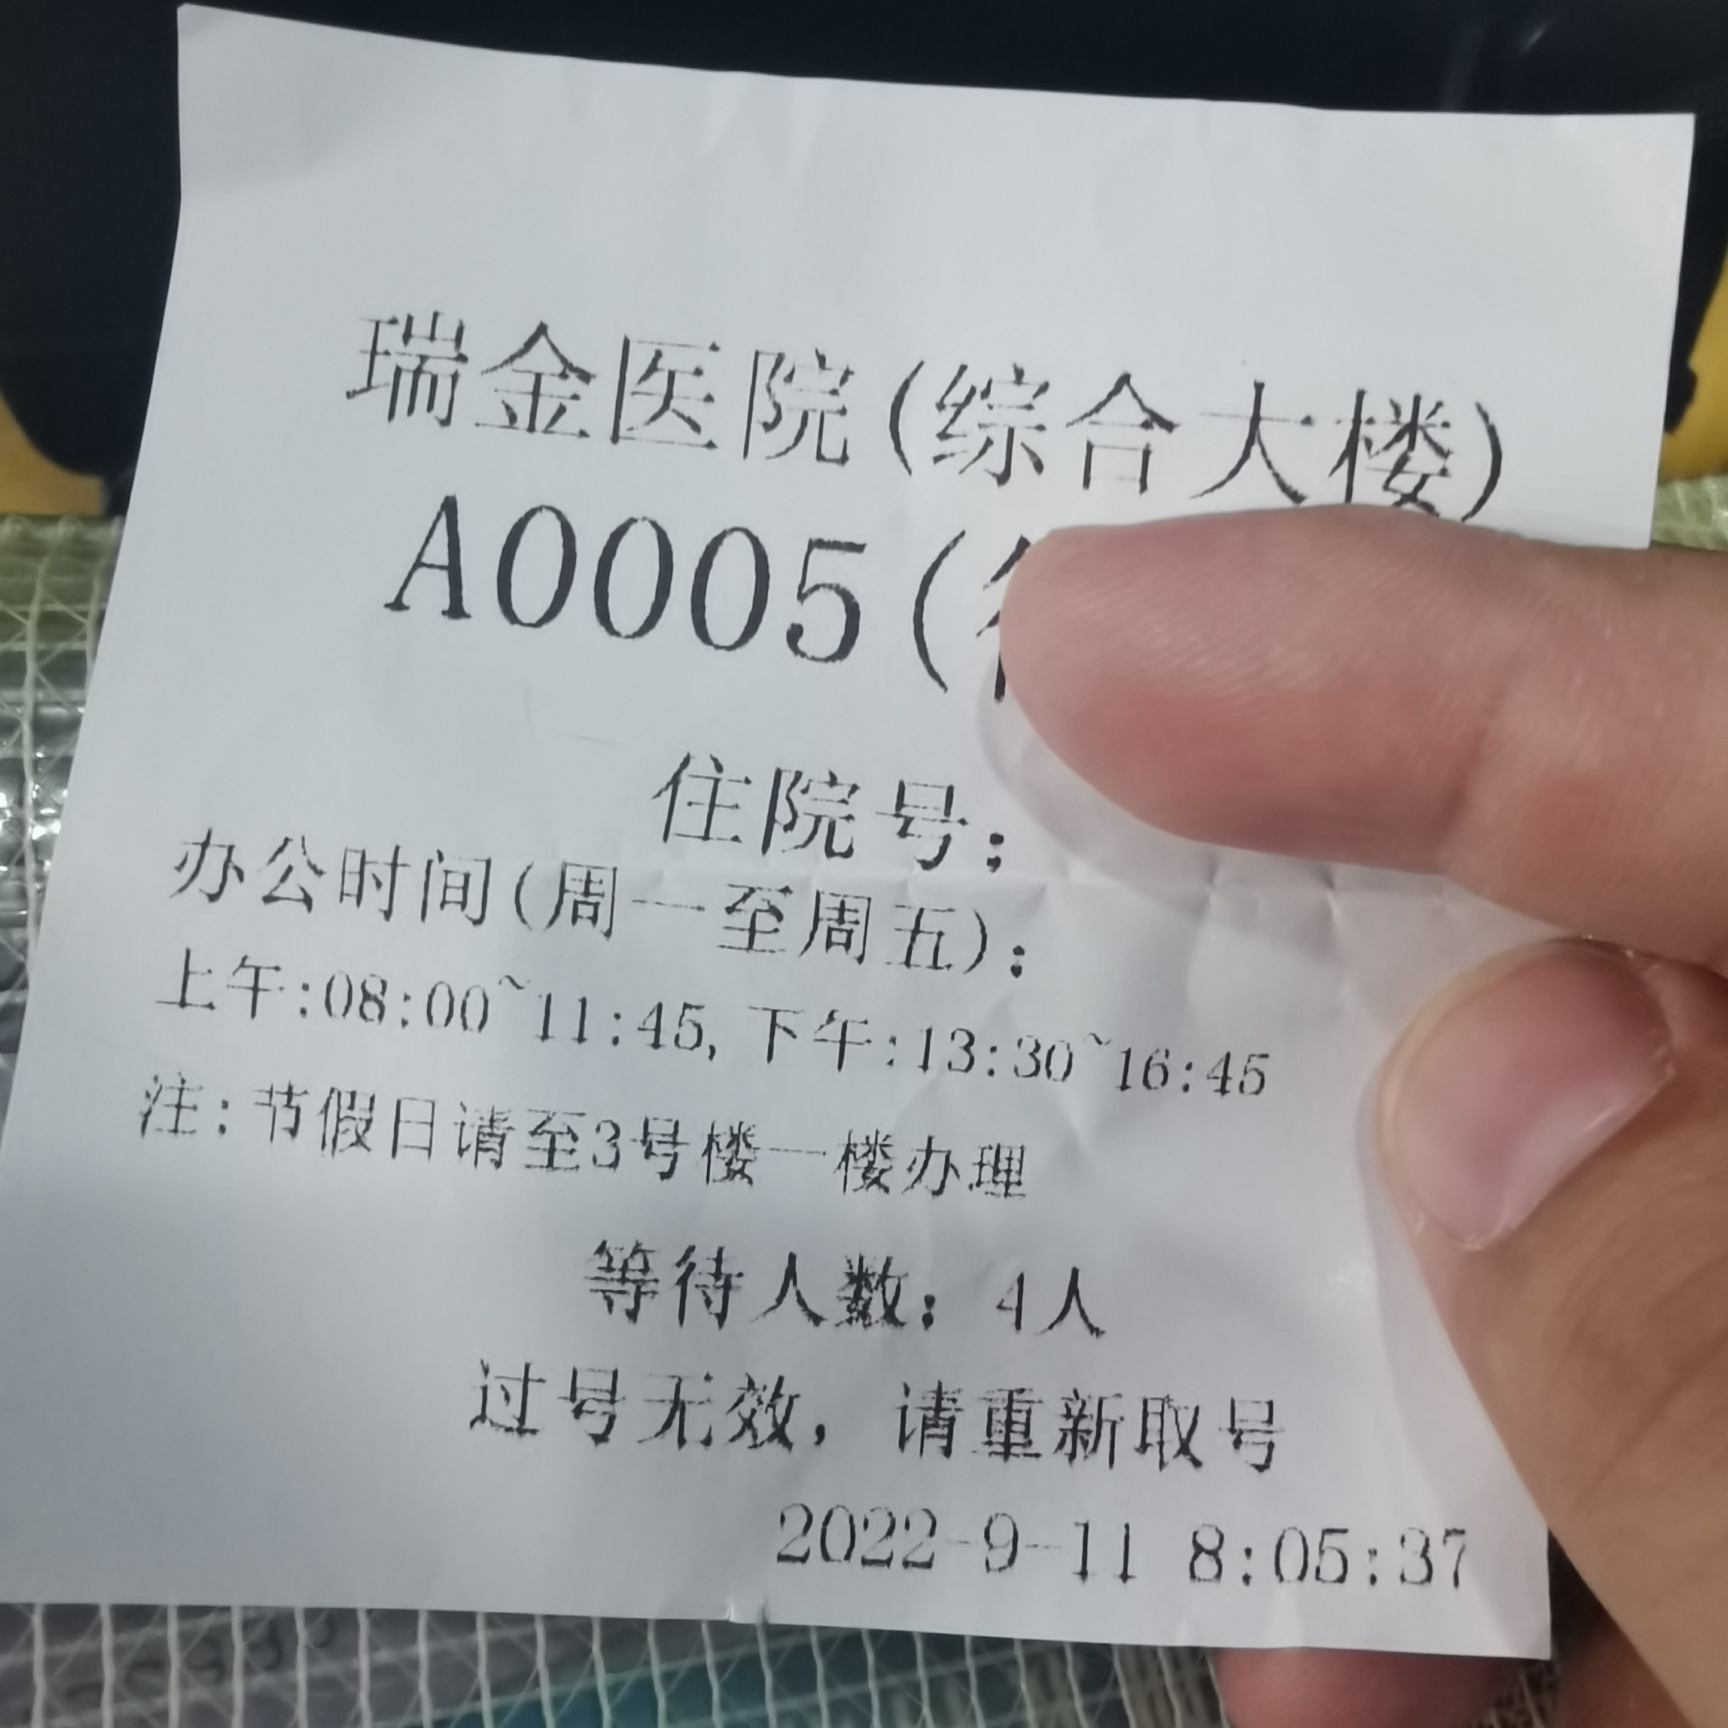 瑞金医院(综合大楼)
A0005(
住院号:
办公时间(周一至周五):
上午:08:00~11:45,下午:13:30~16:45
注:节假日请至3号楼一楼办理
等待人数: 4人
过号无效, 请重新取号
2022-9-11 8:05:37